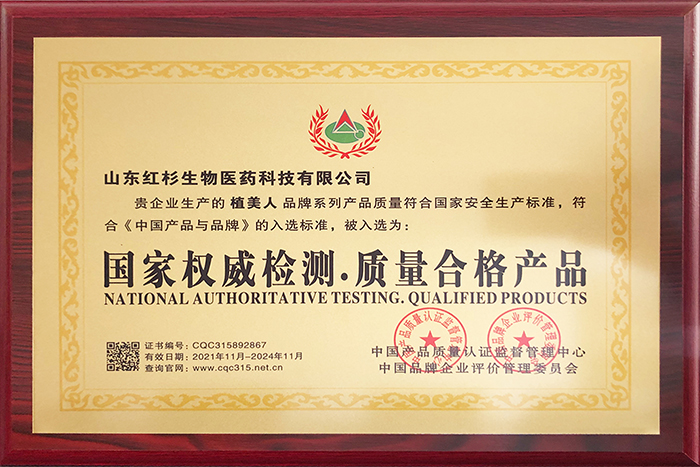 山东红杉生物医药科技有限公司
贵企业生产的 植美人 品牌系列产品质量符合国家安全生产标准，符
合《中国产品与品牌》的入选标准，被入选为：
国家权威检测.质量合格产品
NATIONAL AUTHORITATIVE TESTING. QUALIFIED PRODUCTS
证书编号：CQC315892867
有效日期：2021年11月-2024年11月
查询官网：www.cqc315.net.cn
中国产品质量认证监督管理中心
中国品牌企业评价管理委员会